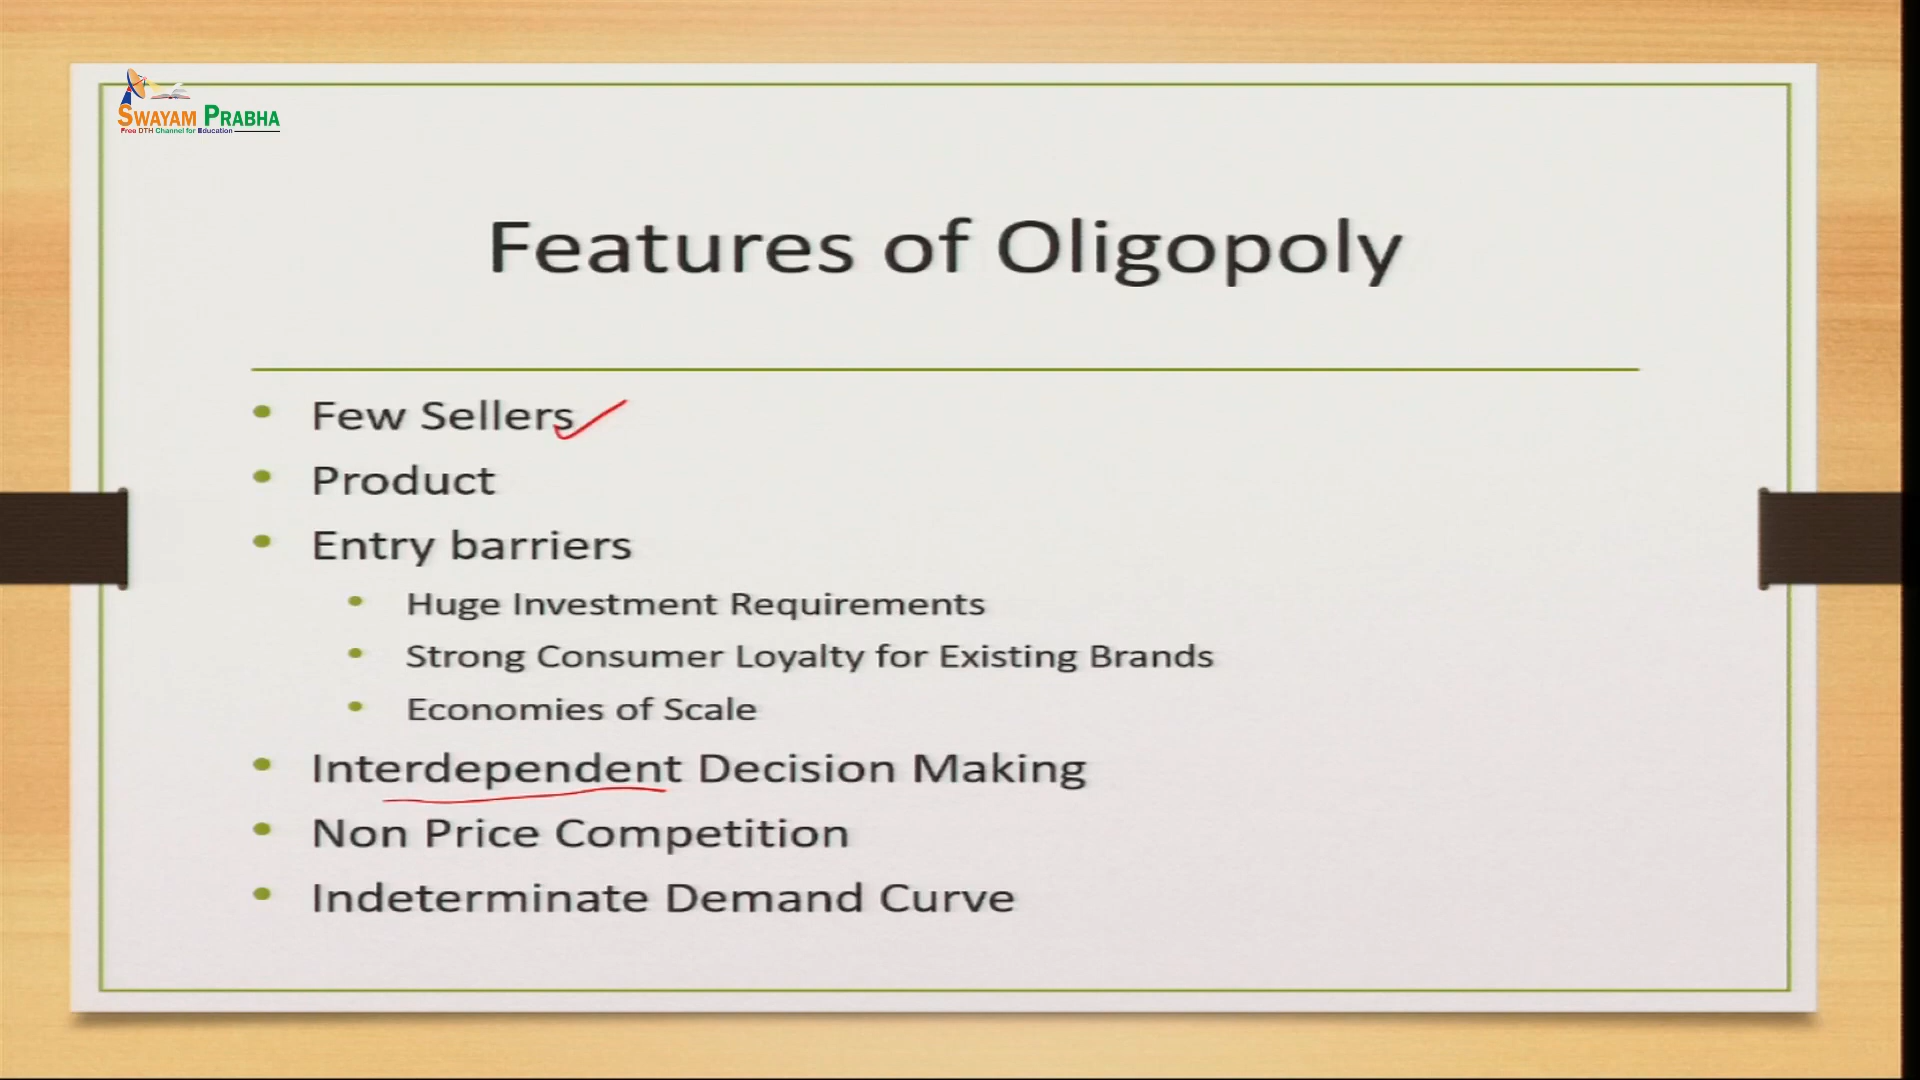 SWAYAM PRABHA
Free DTH Channel for Education
Features of Oligopoly
• Few Sellers
• Product
• Entry barriers
• Huge Investment Requirements
• Strong Consumer Loyalty for Existing Brands
• Economies of Scale
• Interdependent Decision Making
• Non Price Competition
• Indeterminate Demand Curve